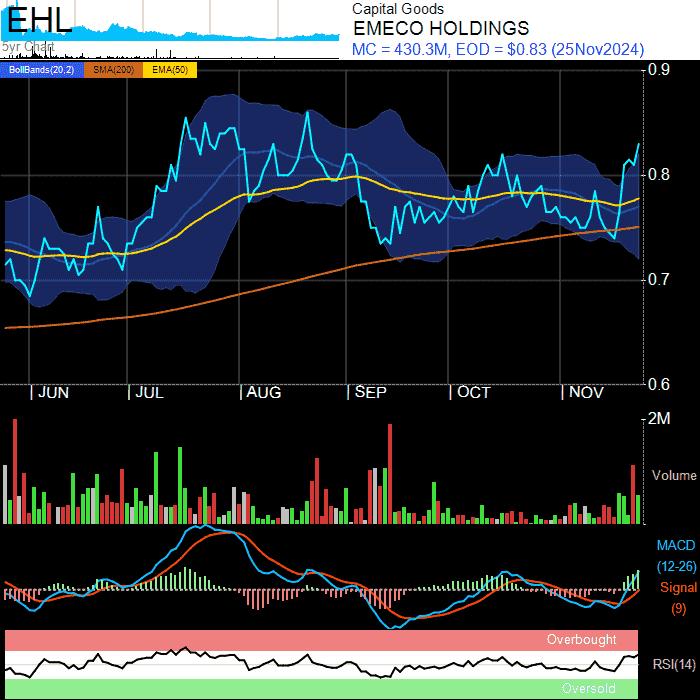 EHL
5yr Chart
Capital Goods
EMECO HOLDINGS
MC = 430.3M, EOD = $0.83 (25Nov2024)
BollBands(20,2) SMA(200) EMA(50)
0.9
0.8
0.7
0.6
| JUN | JUL | AUG | SEP | OCT | NOV
2M
Volume
MACD
(12-26)
Signal
(9)
Overbought
RSI(14)
Oversold